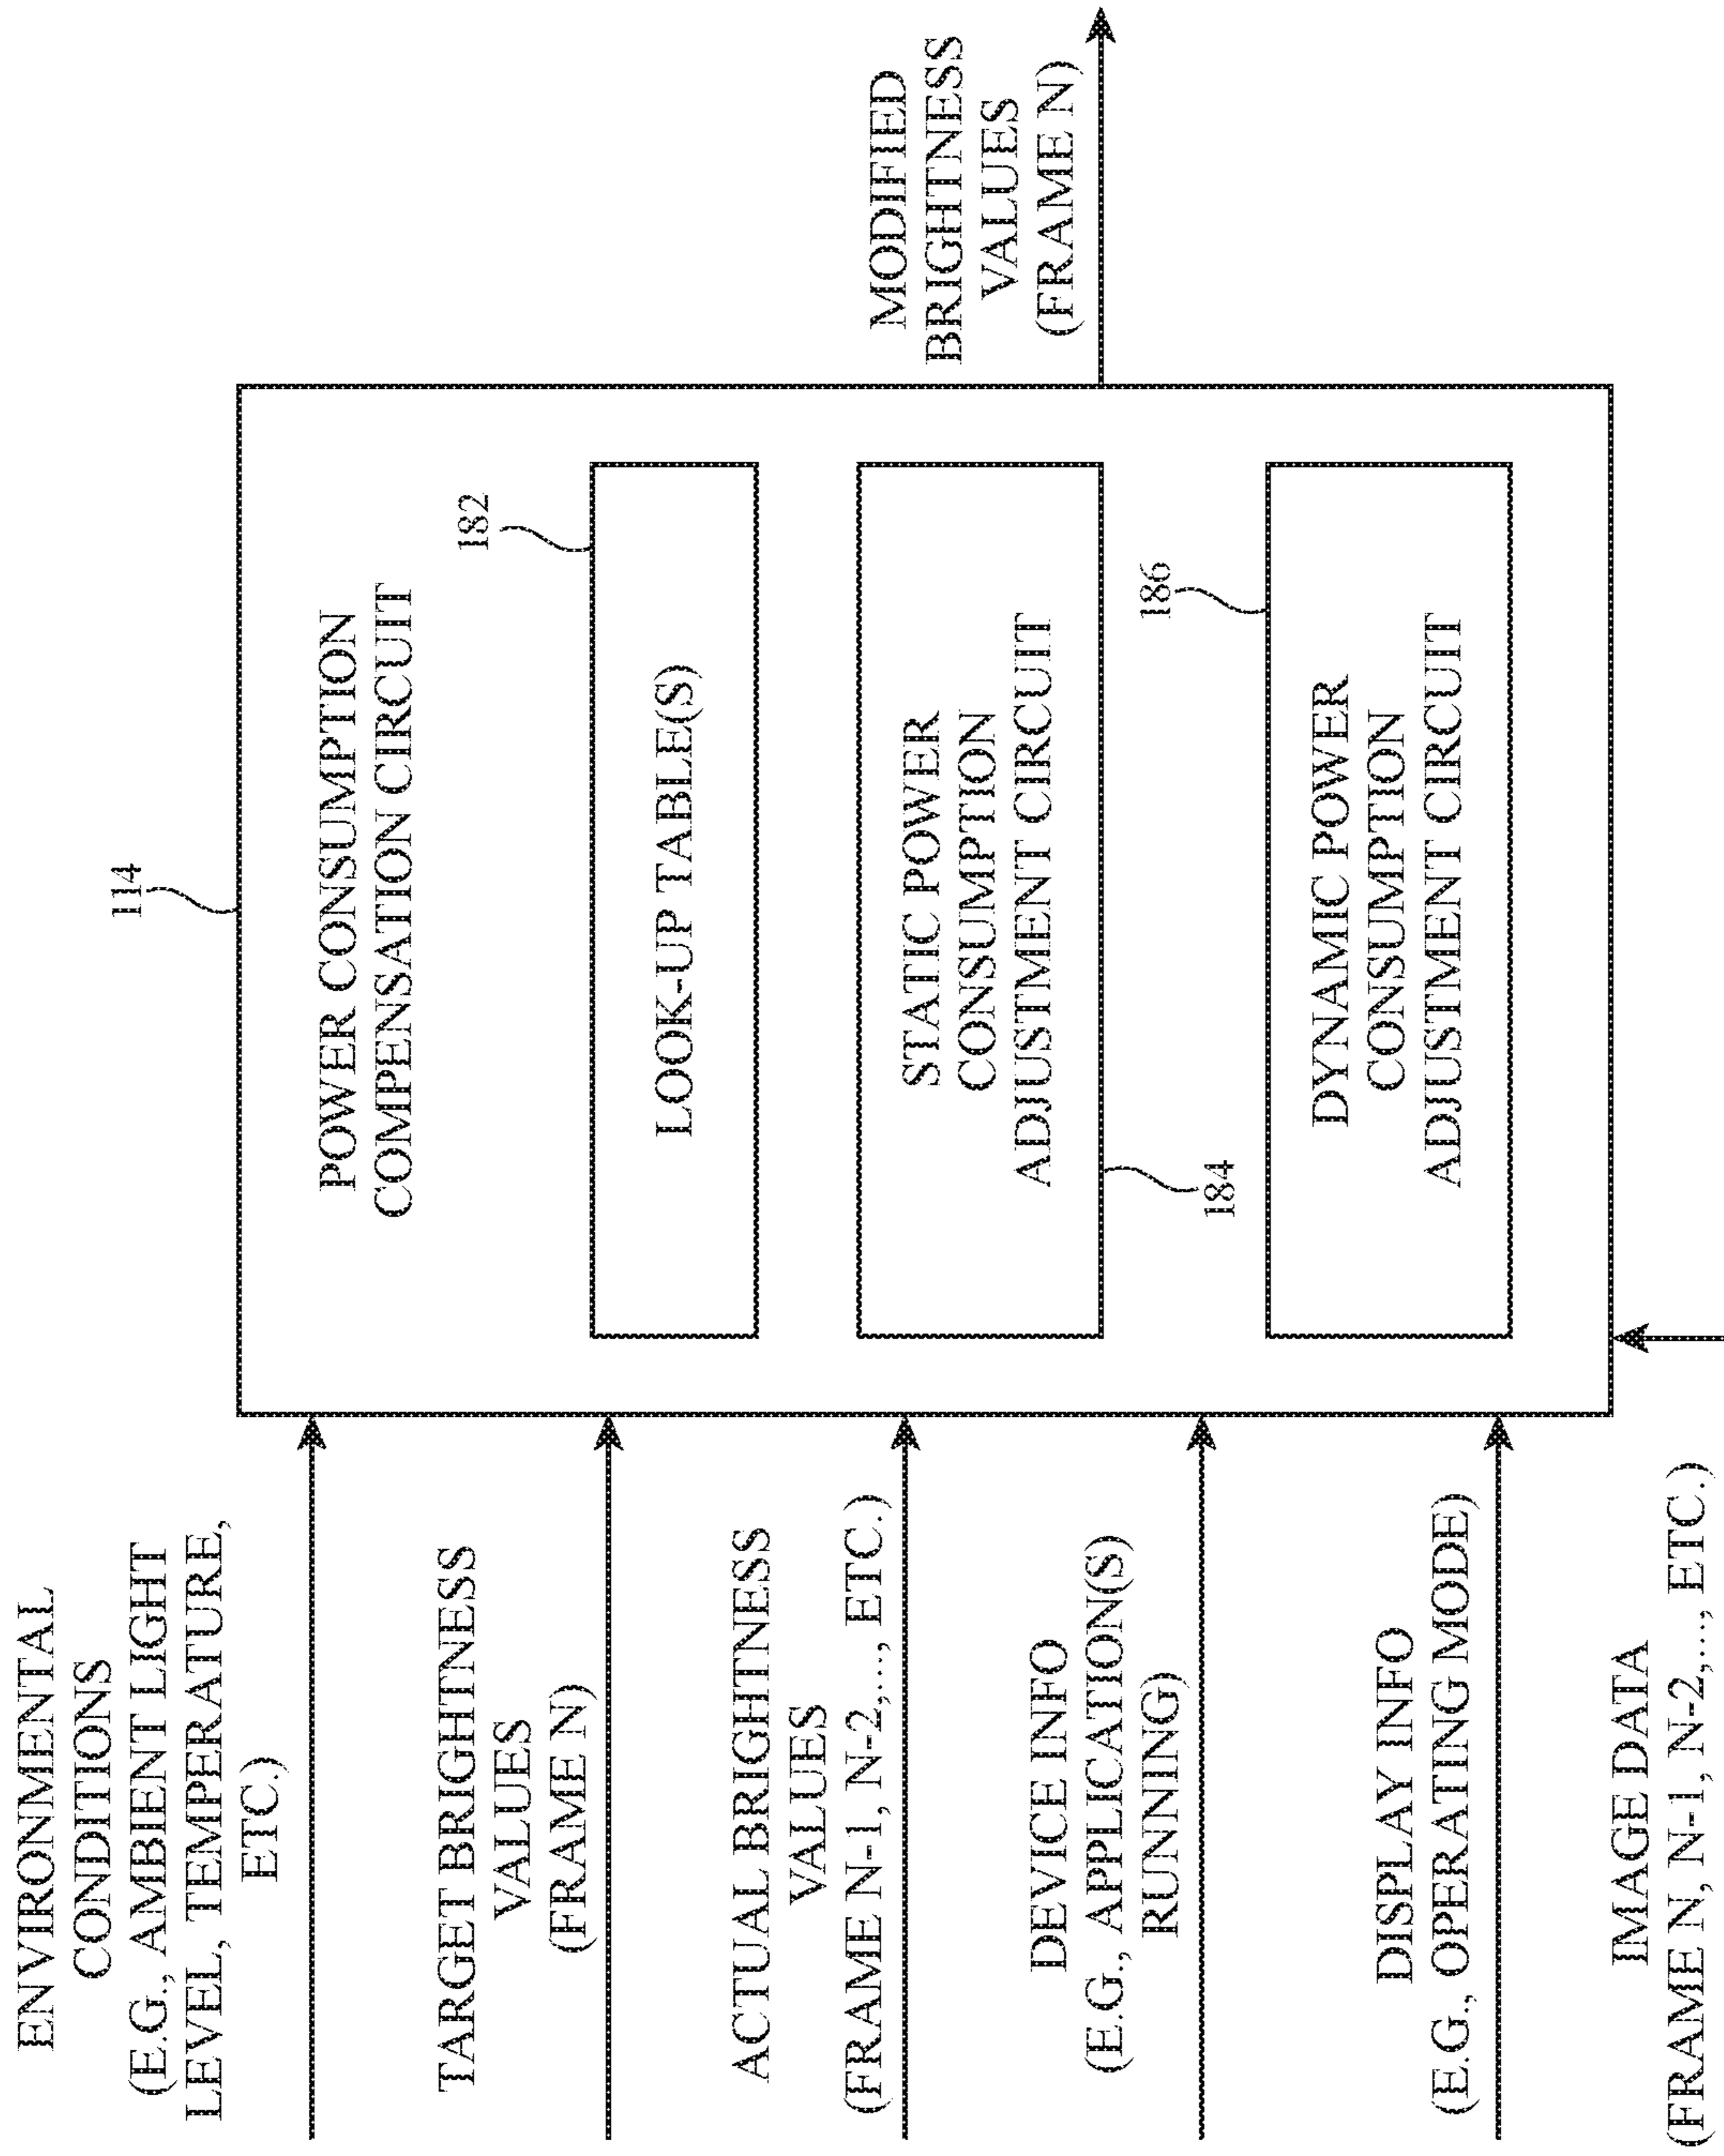 ENVIRONMENTAL
CONDITIONS
(E.G., AMBIENT LIGHT
LEVEL, TEMPERATURE,
ETC.)
TARGET BRIGHTNESS
VALUES
(FRAME N)
ACTUAL BRIGHTNESS
VALUES
(FRAME N-1, N-2,..., ETC.)
DEVICE INFO
(E.G., APPLICATION(S)
RUNNING)
DISPLAY INFO
(E.G., OPERATING MODE)
IMAGE DATA
(FRAME N, N-1, N-2,..., ETC.)
114
POWER CONSUMPTION
COMPENSATION CIRCUIT
182
LOOK-UP TABLE(S)
STATIC POWER
CONSUMPTION
ADJUSTMENT CIRCUIT
184
186
DYNAMIC POWER
CONSUMPTION
ADJUSTMENT CIRCUIT
MODIFIED
BRIGHTNESS
VALUES
(FRAME N)